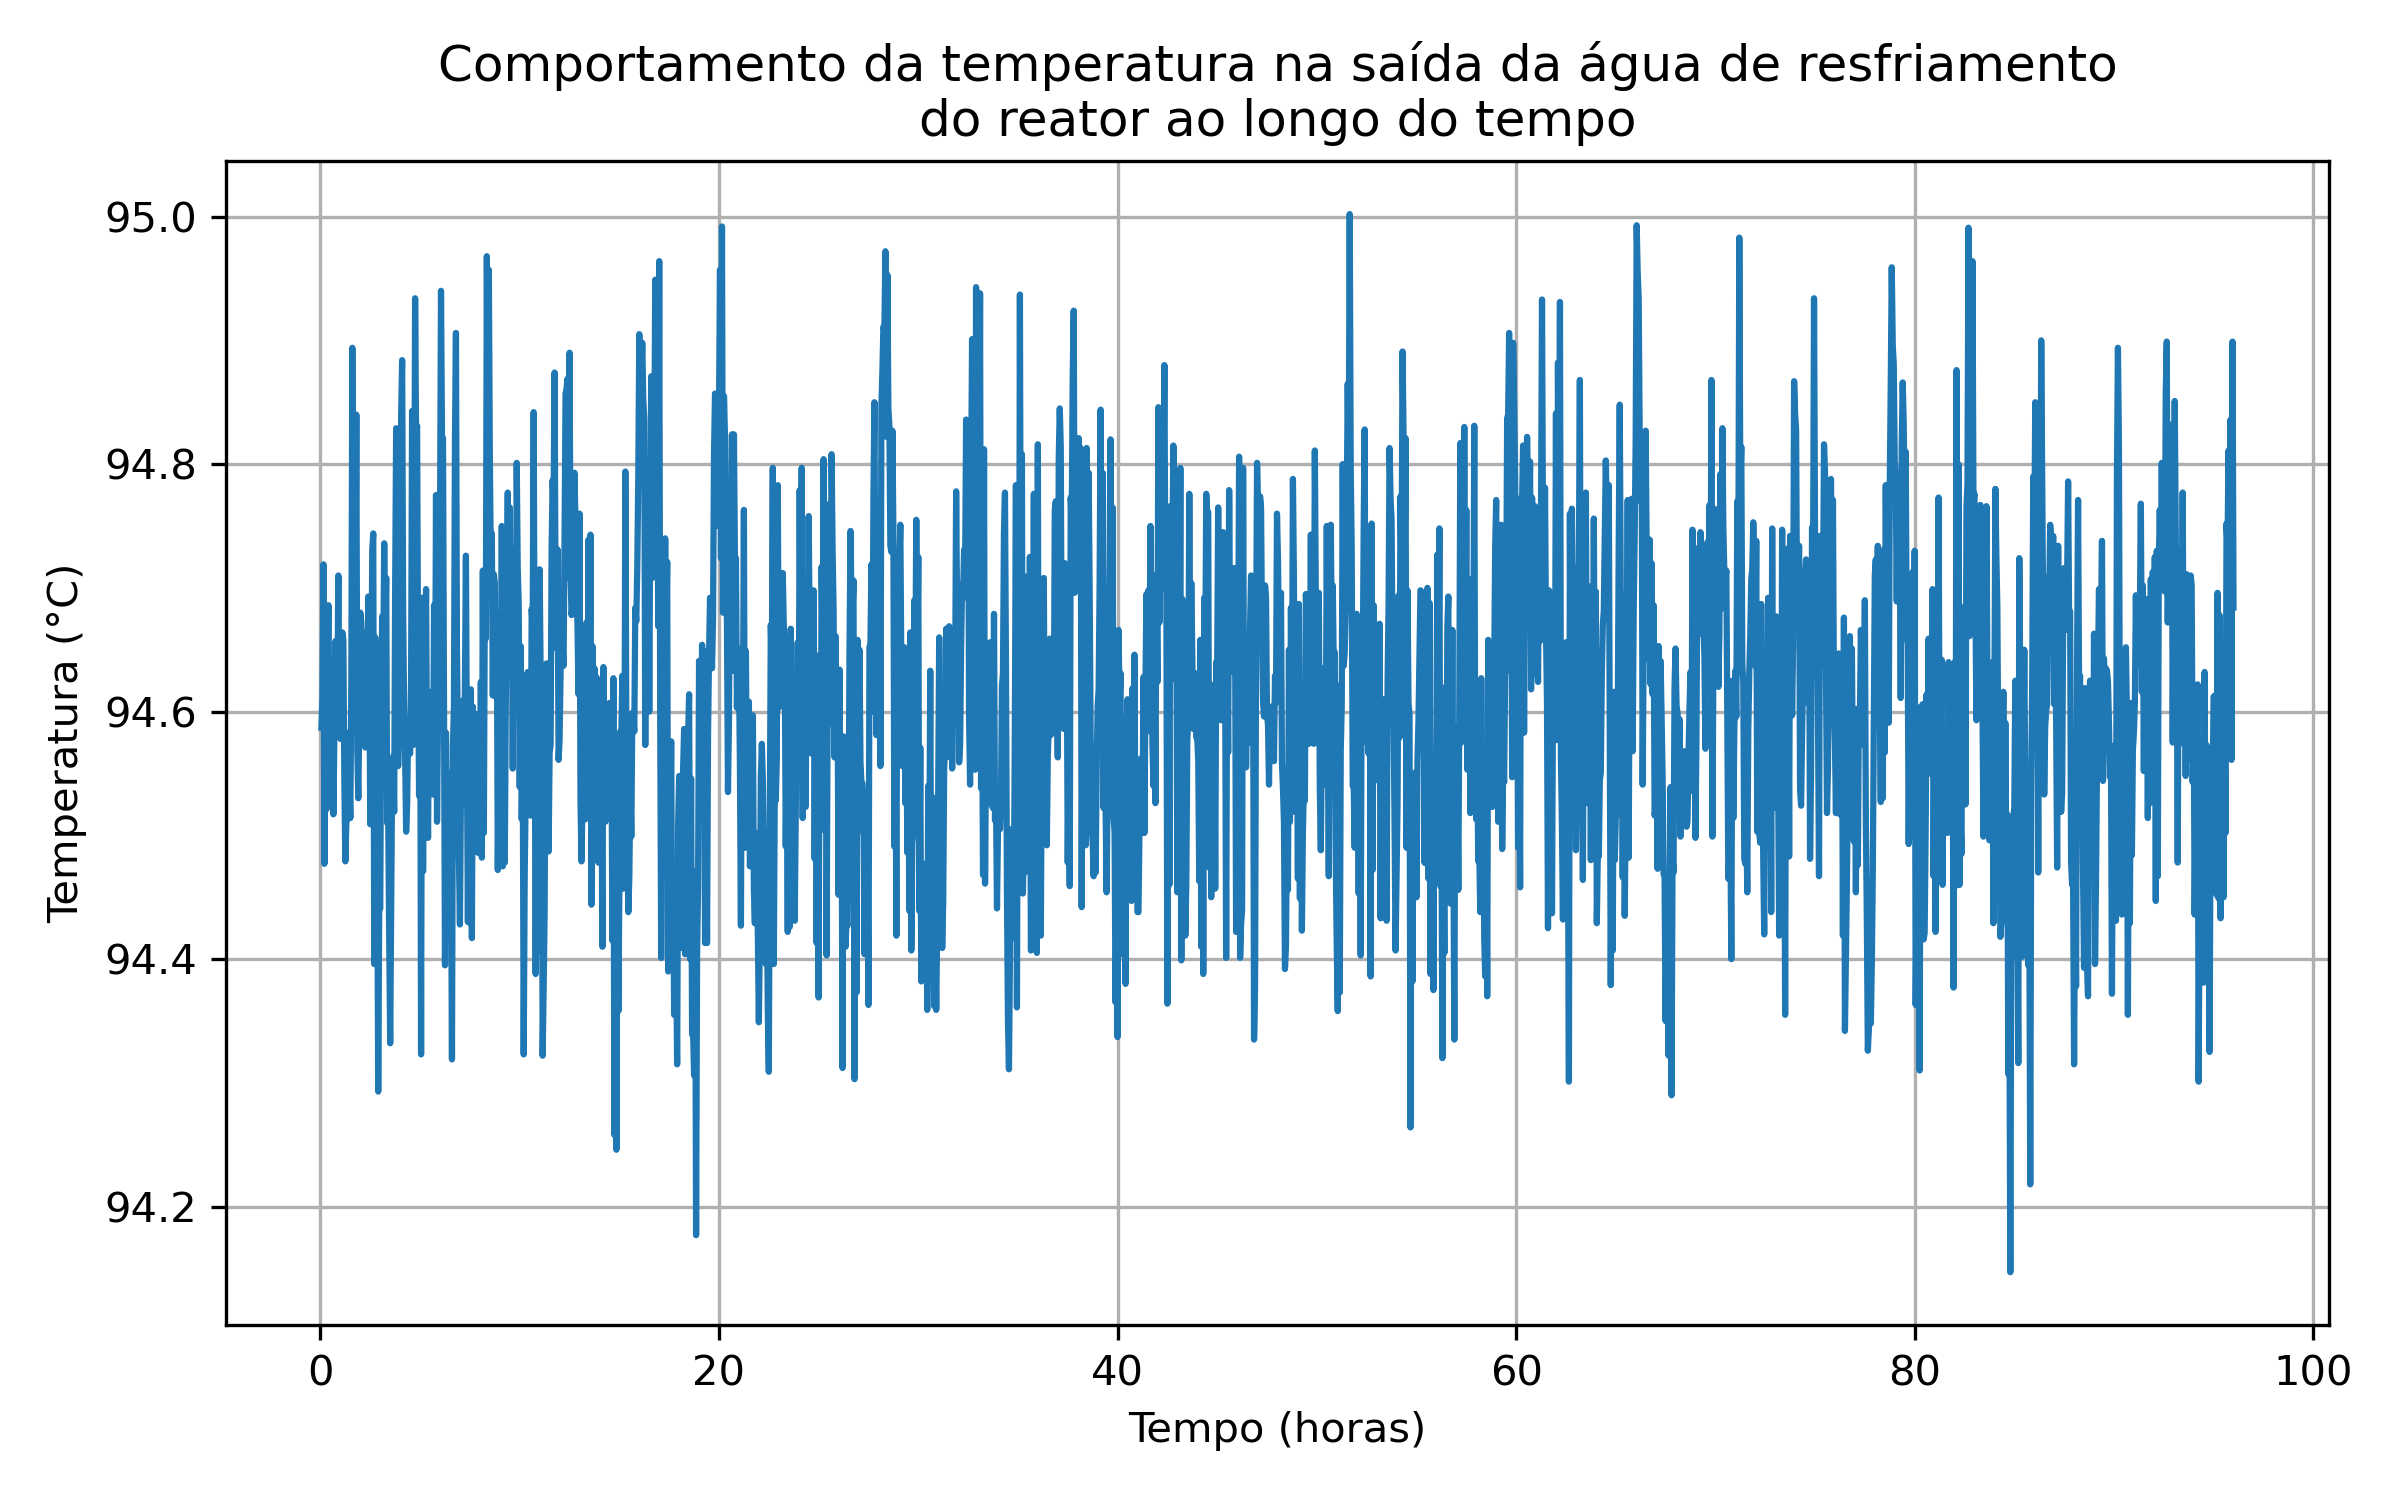 Comportamento da temperatura na saída da água de resfriamento
do reator ao longo do tempo
Temperatura (°C)
95.0
94.8
94.6
94.4
94.2
0
20
40
60
80
100
Tempo (horas)